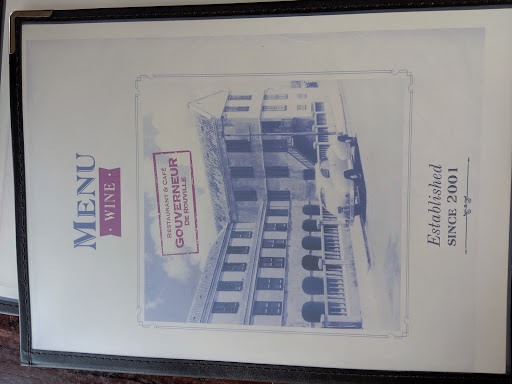 MENU
· WINE ·
RESTAURANT & CAFÉ
GOUVERNEUR
DE ROUVILLE
Established
SINCE 2001